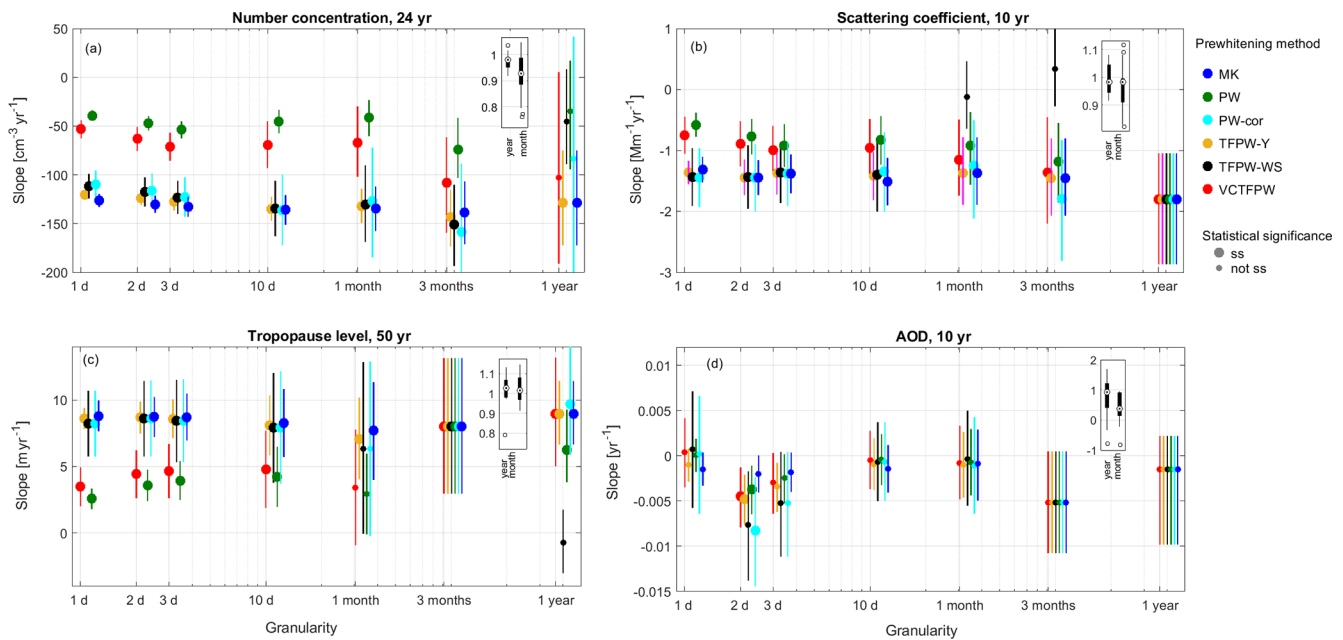 Number concentration, 24 yr
(a)
50
0
-50
-100
-150
-200
Slope [cm⁻³ yr⁻¹]
1
0.9
0.8
year
month
1 d
2 d
3 d
10 d
1 month
3 months
1 year
Scattering coefficient, 10 yr
(b)
1
0
-1
-2
-3
Slope [Mm⁻¹yr⁻¹]
1.1
1
0.9
year
month
1 d
2 d
3 d
10 d
1 month
3 months
1 year
Prewhitening method
MK
PW
PW-cor
TFPW-Y
TFPW-WS
VCTFPW
Statistical significance
ss
not ss
Tropopause level, 50 yr
(c)
10
5
0
Slope [m yr⁻¹]
1.1
1
0.9
0.8
year
month
1 d
2 d
3 d
10 d
1 month
3 months
1 year
Granularity
AOD, 10 yr
(d)
0.01
0.005
0
-0.005
-0.01
-0.015
Slope [yr⁻¹]
2
1
0
-1
year
month
1 d
2 d
3 d
10 d
1 month
3 months
1 year
Granularity